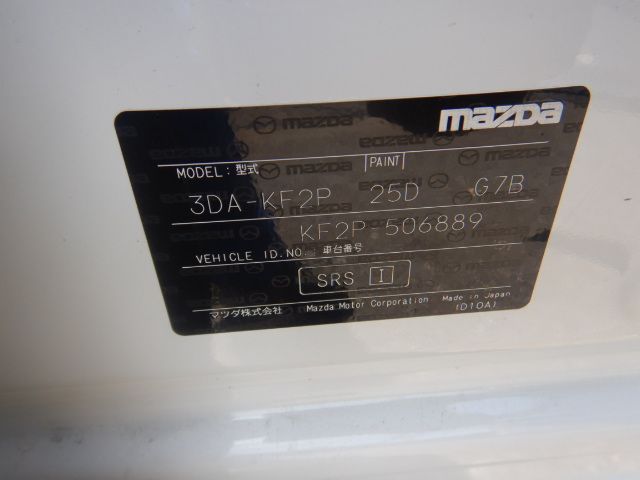 mazda
MODEL: 型式 PAINT
3DA-KF2P 25D G7B
KF2P 506889
VEHICLE ID.NO. 車台番号
SRS I
マツダ株式会社 Mazda Motor Corporation Made in Japan
(D10A)